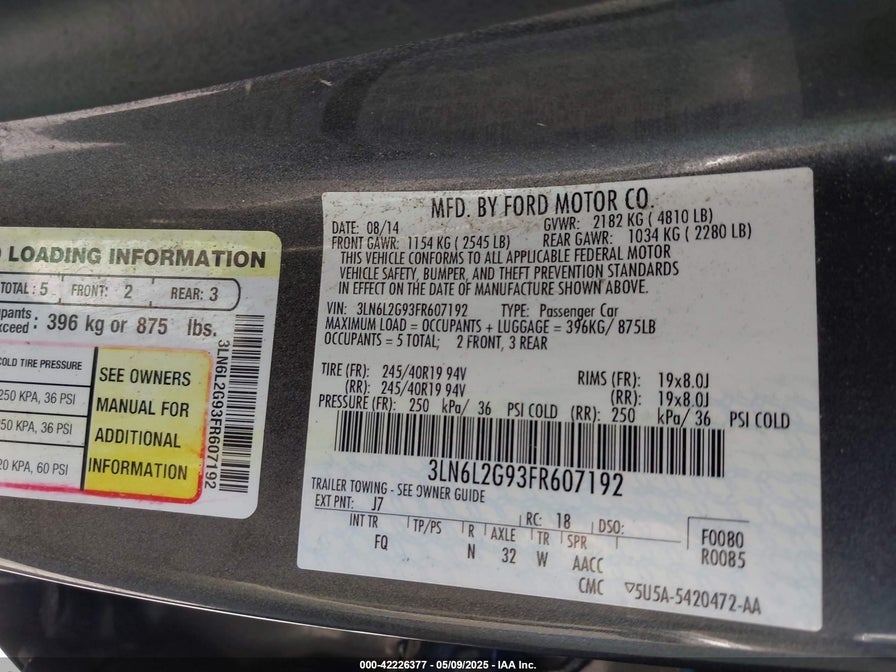 LOADING INFORMATION
TOTAL : 5 FRONT: 2 REAR: 3
396 kg or 875 lbs.
COLD TIRE PRESSURE
250 KPA, 36 PSI
250 KPA, 36 PSI
420 KPA, 60 PSI
SEE OWNERS
MANUAL FOR
ADDITIONAL
INFORMATION
3LN6L2G93FR607192
MFD. BY FORD MOTOR CO.
DATE: 08/14 GVWR: 2182 KG ( 4810 LB)
FRONT GAWR: 1154 KG ( 2545 LB) REAR GAWR: 1034 KG ( 2280 LB)
THIS VEHICLE CONFORMS TO ALL APPLICABLE FEDERAL MOTOR
VEHICLE SAFETY, BUMPER, AND THEFT PREVENTION STANDARDS
IN EFFECT ON THE DATE OF MANUFACTURE SHOWN ABOVE.
VIN: 3LN6L2G93FR607192 TYPE: Passenger Car
MAXIMUM LOAD = OCCUPANTS + LUGGAGE = 396KG/ 875LB
OCCUPANTS = 5 TOTAL; 2 FRONT, 3 REAR
TIRE (FR): 245/40R19 94V RIMS (FR): 19x8.0J
(RR): 245/40R19 94V (RR): 19x8.0J
PRESSURE (FR): 250 kPa/ 36 PSI COLD (RR): 250 kPa/ 36 PSI COLD
3LN6L2G93FR607192
TRAILER TOWING - SEE OWNER GUIDE
EXT PNT: J7 RC: 18 DSO:
INT TR TP/PS R AXLE TR SPR
FQ N 32 W AACC
F0080
R0085
CMC ▽5U5A-5420472-AA
000-42226377 - 05/09/2025 - IAA Inc.